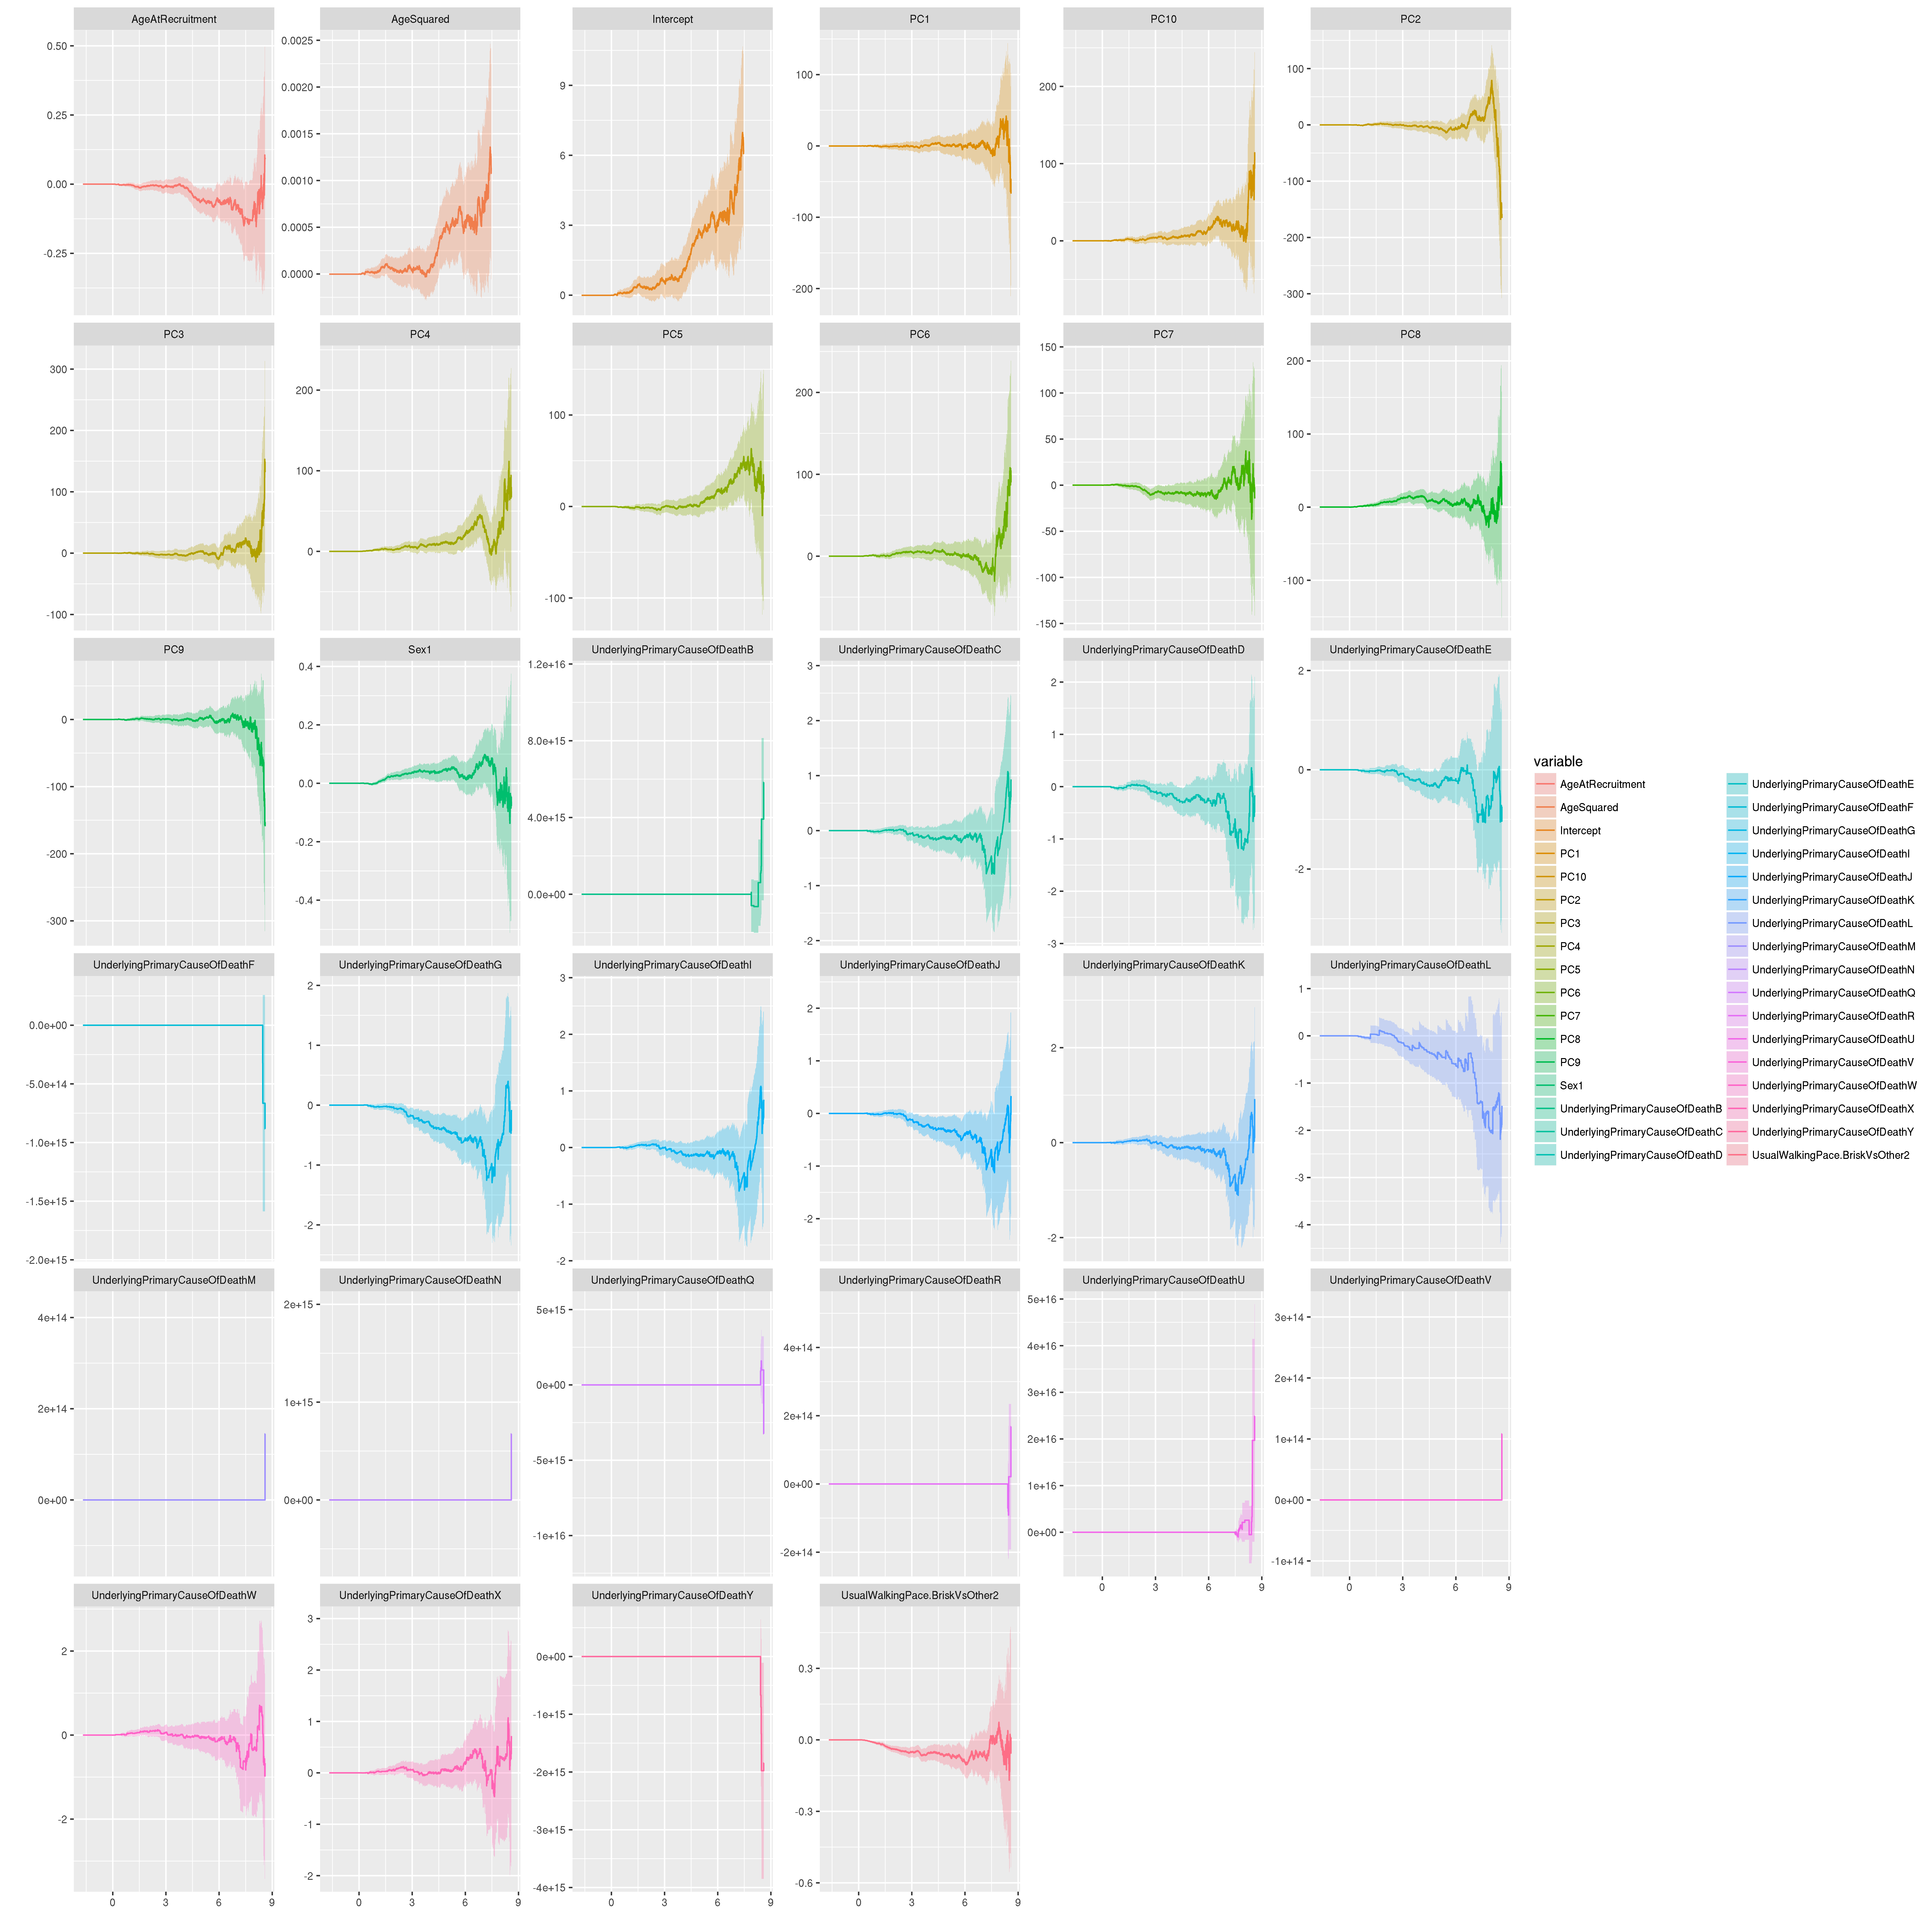 AgeAtRecruitment
0.50
0.25
0.00
-0.25
AgeSquared
0.0025
0.0020
0.0015
0.0010
0.0005
0.0000
Intercept
9
6
3
0
PC1
100
0
-100
-200
PC10
200
100
0
PC2
100
0
-100
-200
-300
PC3
300
200
100
0
-100
PC4
200
100
0
PC5
100
0
-100
PC6
200
100
0
PC7
150
100
50
0
-50
-100
-150
PC8
200
100
0
-100
PC9
0
-100
-200
-300
Sex1
0.4
0.2
0.0
-0.2
-0.4
UnderlyingPrimaryCauseOfDeathB
1.2e+16
8.0e+15
4.0e+15
0.0e+00
UnderlyingPrimaryCauseOfDeathC
3
2
1
0
-1
-2
UnderlyingPrimaryCauseOfDeathD
2
1
0
-1
-2
-3
UnderlyingPrimaryCauseOfDeathE
2
0
-2
UnderlyingPrimaryCauseOfDeathF
0.0e+00
-5.0e+14
-1.0e+15
-1.5e+15
-2.0e+15
UnderlyingPrimaryCauseOfDeathG
2
1
0
-1
-2
UnderlyingPrimaryCauseOfDeathI
3
2
1
0
-1
-2
UnderlyingPrimaryCauseOfDeathJ
2
1
0
-1
-2
UnderlyingPrimaryCauseOfDeathK
2
0
-2
UnderlyingPrimaryCauseOfDeathL
1
0
-1
-2
-3
-4
UnderlyingPrimaryCauseOfDeathM
4e+14
2e+14
0e+00
UnderlyingPrimaryCauseOfDeathN
2e+15
1e+15
0e+00
UnderlyingPrimaryCauseOfDeathQ
5e+15
0e+00
-5e+15
-1e+16
UnderlyingPrimaryCauseOfDeathR
4e+14
2e+14
0e+00
-2e+14
UnderlyingPrimaryCauseOfDeathU
5e+16
4e+16
3e+16
2e+16
1e+16
0e+00
0 3 6 9
UnderlyingPrimaryCauseOfDeathV
3e+14
2e+14
1e+14
0e+00
-1e+14
0 3 6 9
UnderlyingPrimaryCauseOfDeathW
2
0
-2
0 3 6 9
UnderlyingPrimaryCauseOfDeathX
3
2
1
0
-1
-2
0 3 6 9
UnderlyingPrimaryCauseOfDeathY
0e+00
-1e+15
-2e+15
-3e+15
-4e+15
0 3 6 9
UsualWalkingPace.BriskVsOther2
0.3
0.0
-0.3
-0.6
0 3 6 9
variable
AgeAtRecruitment
AgeSquared
Intercept
PC1
PC10
PC2
PC3
PC4
PC5
PC6
PC7
PC8
PC9
Sex1
UnderlyingPrimaryCauseOfDeathB
UnderlyingPrimaryCauseOfDeathC
UnderlyingPrimaryCauseOfDeathD
UnderlyingPrimaryCauseOfDeathE
UnderlyingPrimaryCauseOfDeathF
UnderlyingPrimaryCauseOfDeathG
UnderlyingPrimaryCauseOfDeathI
UnderlyingPrimaryCauseOfDeathJ
UnderlyingPrimaryCauseOfDeathK
UnderlyingPrimaryCauseOfDeathL
UnderlyingPrimaryCauseOfDeathM
UnderlyingPrimaryCauseOfDeathN
UnderlyingPrimaryCauseOfDeathQ
UnderlyingPrimaryCauseOfDeathR
UnderlyingPrimaryCauseOfDeathU
UnderlyingPrimaryCauseOfDeathV
UnderlyingPrimaryCauseOfDeathW
UnderlyingPrimaryCauseOfDeathX
UnderlyingPrimaryCauseOfDeathY
UsualWalkingPace.BriskVsOther2